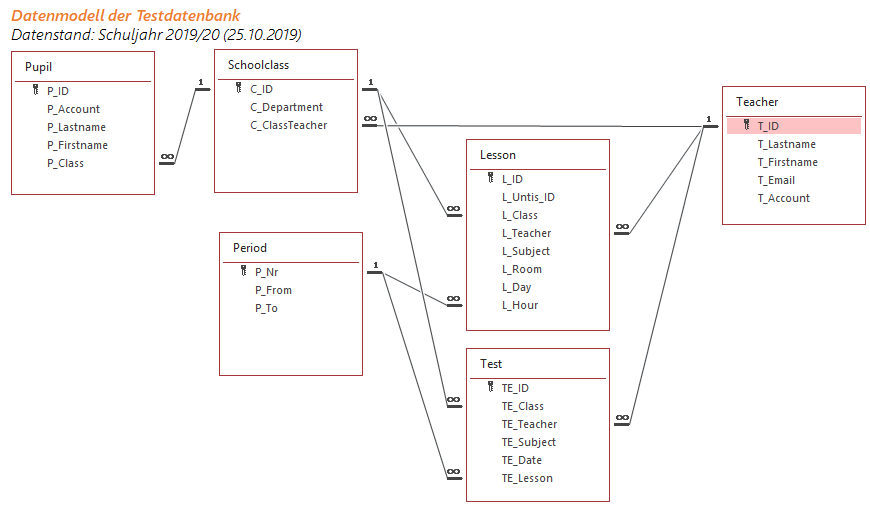 Datenmodell der Testdatenbank
Datenstand: Schuljahr 2019/20 (25.10.2019)
Pupil
P_ID
P_Account
P_Lastname
P_Firstname
P_Class
Schoolclass
C_ID
C_Department
C_ClassTeacher
Teacher
T_ID
T_Lastname
T_Firstname
T_Email
T_Account
Lesson
L_ID
L_Untis_ID
L_Class
L_Teacher
L_Subject
L_Room
L_Day
L_Hour
Period
P_Nr
P_From
P_To
Test
TE_ID
TE_Class
TE_Teacher
TE_Subject
TE_Date
TE_Lesson
1
∞
1
∞
1
∞
∞
1
∞
∞
∞
∞